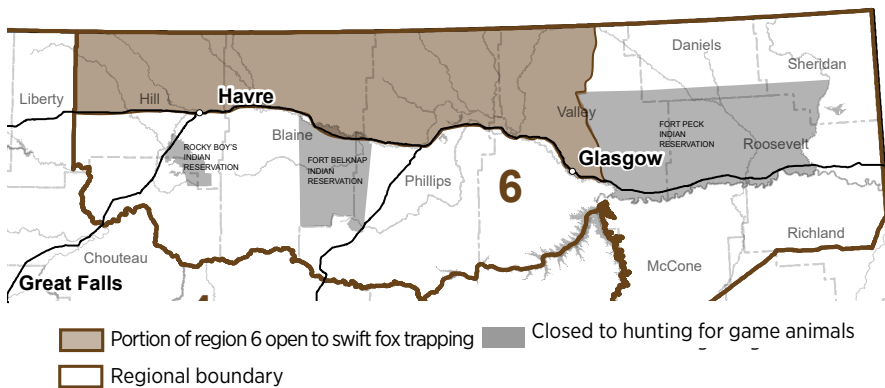 Daniels
Sheridan
Liberty
Hill
Havre
Valley
FORT PECK
INDIAN
RESERVATION
Blaine
Roosevelt
ROCKY BOY'S
INDIAN
RESERVATION
FORT BELKNAP
INDIAN
RESERVATION
Glasgow
Phillips
6
Richland
Chouteau
McCone
Great Falls
Portion of region 6 open to swift fox trapping
Closed to hunting for game animals
Regional boundary